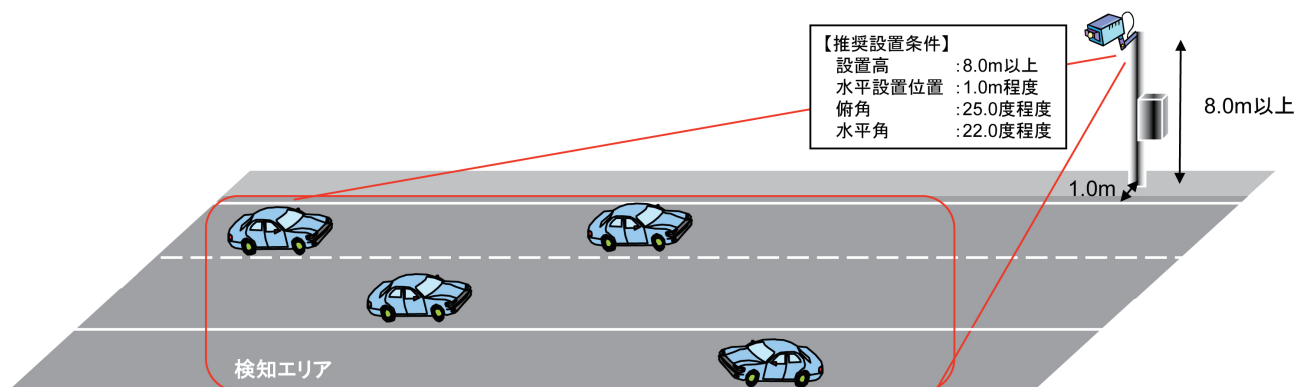 【推奨設置条件】
設置高 :8.0m以上
水平設置位置 :1.0m程度
俯角 :25.0度程度
水平角 :22.0度程度
8.0m以上
1.0m
検知エリア